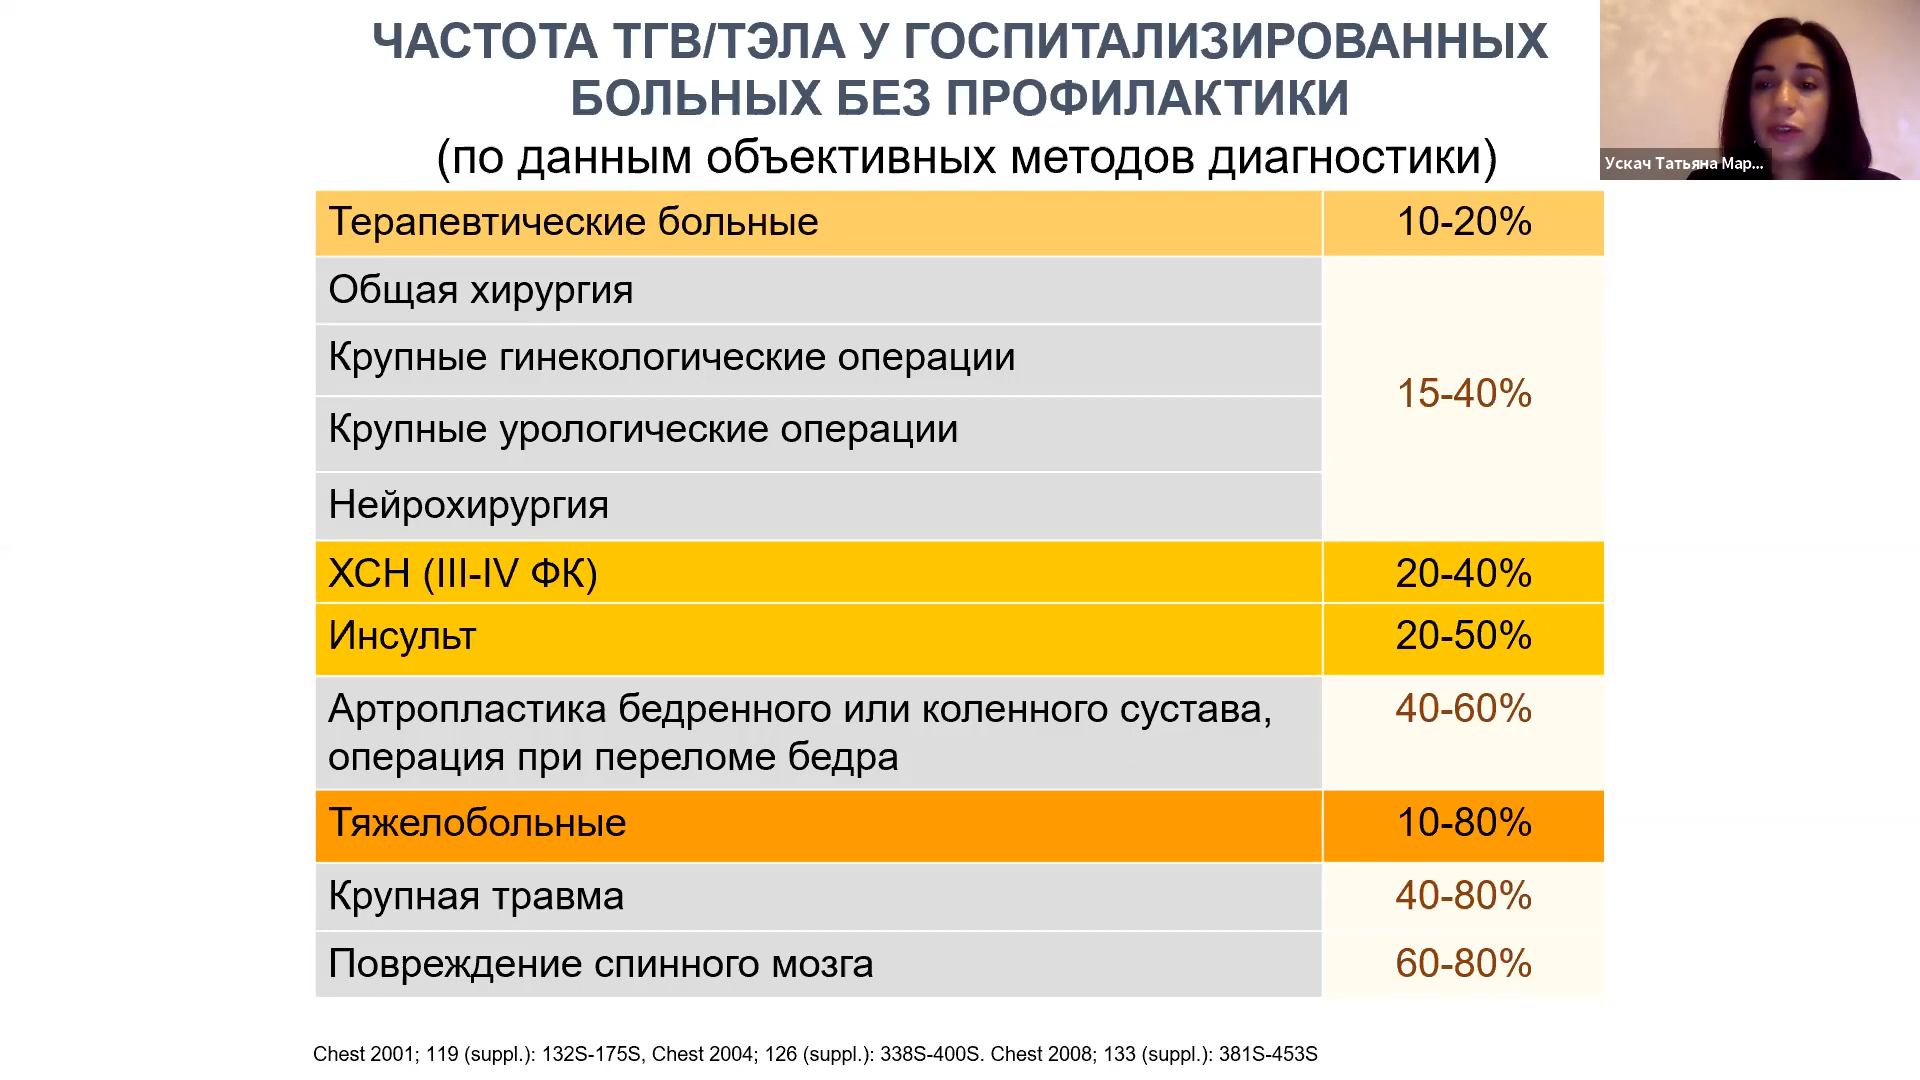 ЧАСТОТА ТГВ/ТЭЛА У ГОСПИТАЛИЗИРОВАННЫХ
БОЛЬНЫХ БЕЗ ПРОФИЛАКТИКИ
(по данным объективных методов диагностики)
Ускач Татьяна Мар...
Терапевтические больные 10-20%
Общая хирургия
Крупные гинекологические операции
15-40%
Крупные урологические операции
Нейрохирургия
ХСН (III-IV ФК) 20-40%
Инсульт 20-50%
Артропластика бедренного или коленного сустава, 40-60%
операция при переломе бедра
Тяжелобольные 10-80%
Крупная травма 40-80%
Повреждение спинного мозга 60-80%
Chest 2001; 119 (suppl.): 132S-175S, Chest 2004; 126 (suppl.): 338S-400S. Chest 2008; 133 (suppl.): 381S-453S